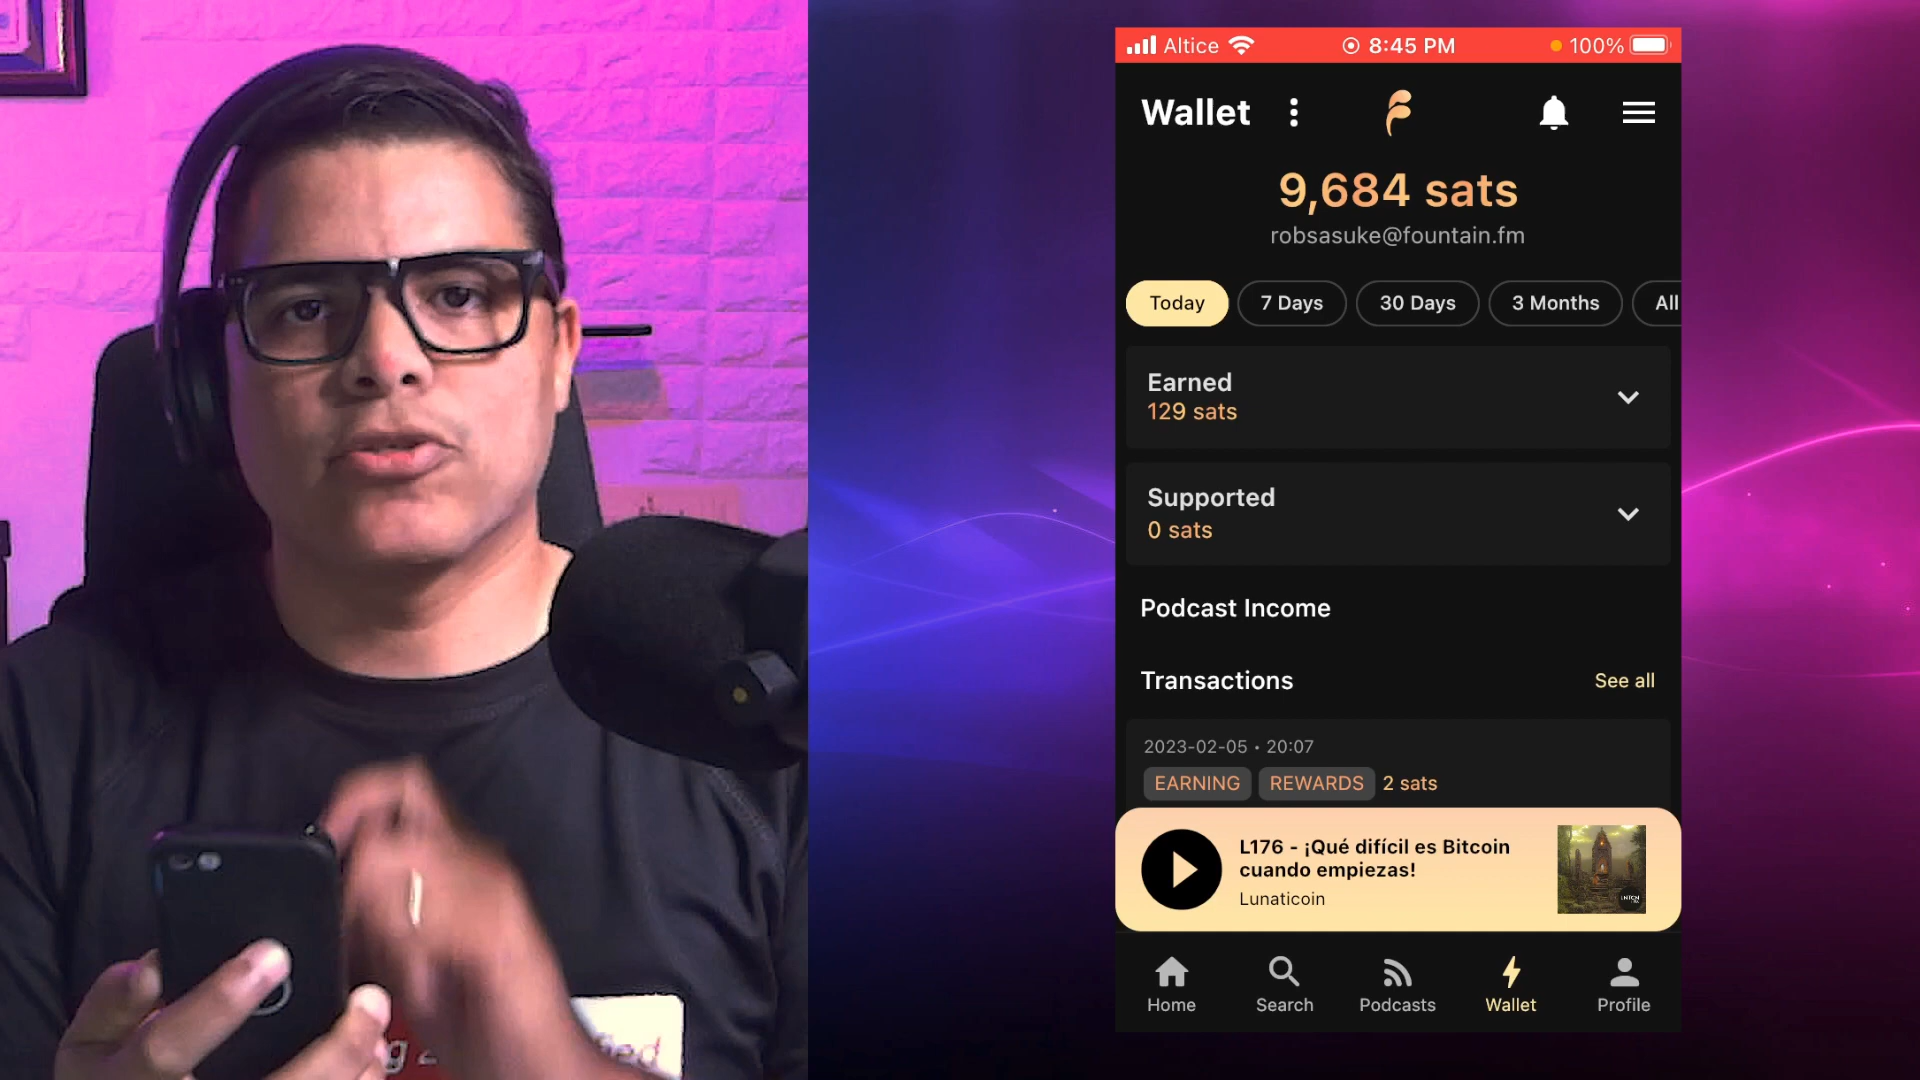 Altice
8:45 PM
100%
Wallet
9,684 sats
robsasuke@fountain.fm
Today
7 Days
30 Days
3 Months
All
Earned
129 sats
Supported
0 sats
Podcast Income
Transactions
See all
2023-02-05 • 20:07
EARNING
REWARDS
2 sats
L176 - ¡Qué difícil es Bitcoin
cuando empiezas!
Lunaticoin
Home
Search
Podcasts
Wallet
Profile